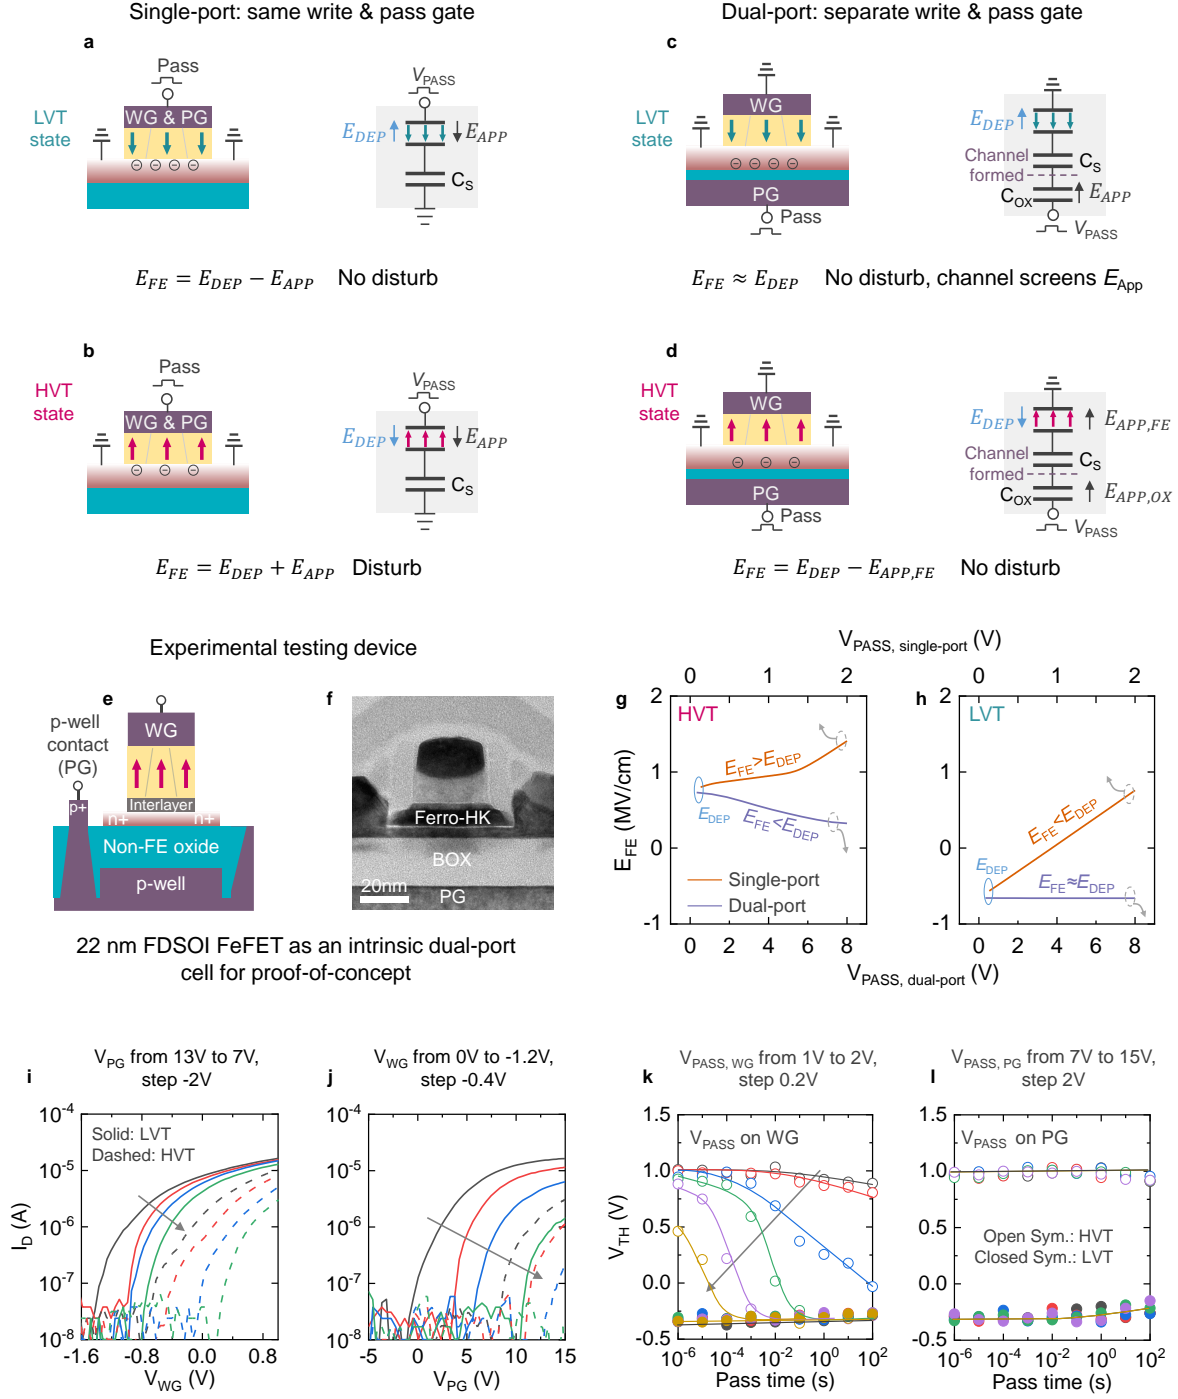 Single-port: same write & pass gate
Dual-port: separate write & pass gate
a
Pass
LVT
state
WG & PG
V_PASS
E_DEP
E_APP
C_S
E_FE = E_DEP − E_APP No disturb
c
LVT
state
WG
PG
Pass
E_DEP
Channel
formed
C_S
C_OX
E_APP
V_PASS
E_FE ≈ E_DEP No disturb, channel screens E_App
b
Pass
HVT
state
WG & PG
V_PASS
E_DEP
E_APP
C_S
E_FE = E_DEP + E_APP Disturb
d
HVT
state
WG
PG
Pass
E_DEP
E_APP,FE
Channel
formed
C_S
C_OX
E_APP,OX
V_PASS
E_FE = E_DEP − E_APP,FE No disturb
Experimental testing device
e
p-well
contact
(PG)
WG
Interlayer
p+
n+
n+
Non-FE oxide
p-well
f
Ferro-HK
BOX
20nm
PG
22 nm FDSOI FeFET as an intrinsic dual-port
cell for proof-of-concept
V_PASS, single-port (V)
0 1 2
0 1 2
g
HVT
2
1
0
-1
E_FE (MV/cm)
E_FE>E_DEP
E_DEP
E_FE<E_DEP
Single-port
Dual-port
0 2 4 6 8
h
LVT
2
1
0
-1
E_FE<E_DEP
E_DEP
E_FE≈E_DEP
0 2 4 6 8
V_PASS, dual-port (V)
V_PG from 13V to 7V,
step -2V
i
10^-4
10^-5
10^-6
10^-7
10^-8
I_D (A)
Solid: LVT
Dashed: HVT
-1.6 -0.8 0.0 0.8
V_WG (V)
V_WG from 0V to -1.2V,
step -0.4V
j
10^-4
10^-5
10^-6
10^-7
10^-8
-5 0 5 10 15
V_PG (V)
V_PASS, WG from 1V to 2V,
step 0.2V
k
1.5
1.0
0.5
0.0
-0.5
V_TH (V)
V_PASS on WG
10^-6 10^-4 10^-2 10^0 10^2
Pass time (s)
V_PASS, PG from 7V to 15V,
step 2V
l
1.5
1.0
0.5
0.0
-0.5
V_PASS on PG
Open Sym.: HVT
Closed Sym.: LVT
10^-6 10^-4 10^-2 10^0 10^2
Pass time (s)